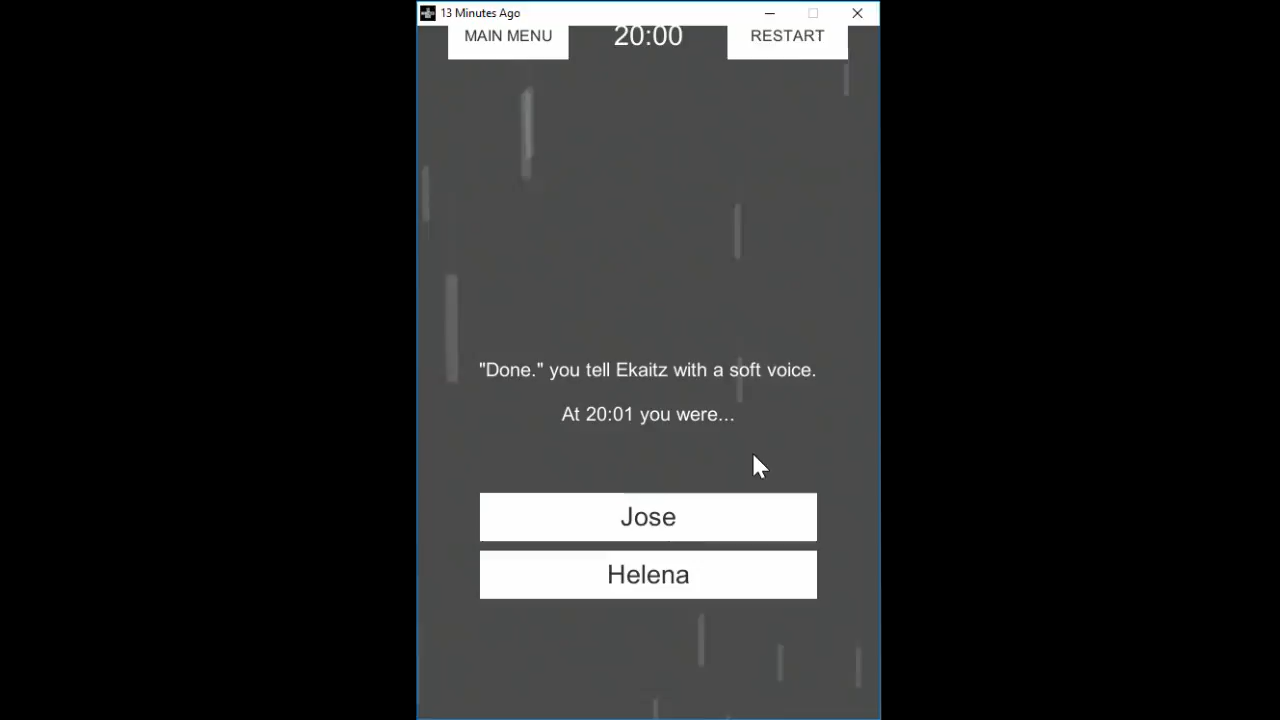 13 Minutes Ago
MAIN MENU
20:00
RESTART
"Done." you tell Ekaitz with a soft voice.
At 20:01 you were...
Jose
Helena